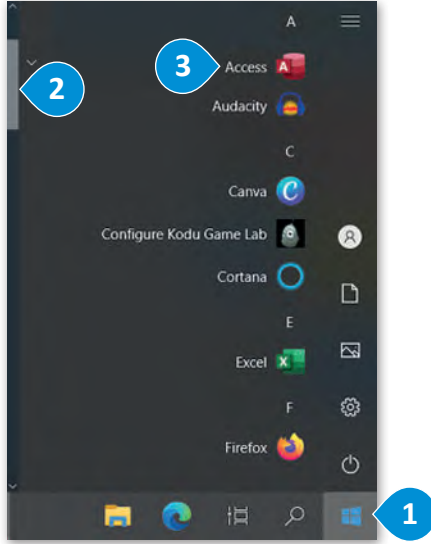 A
3
Access
2
Audacity
C
Canva
Configure Kodu Game Lab
Cortana
E
Excel
F
Firefox
1